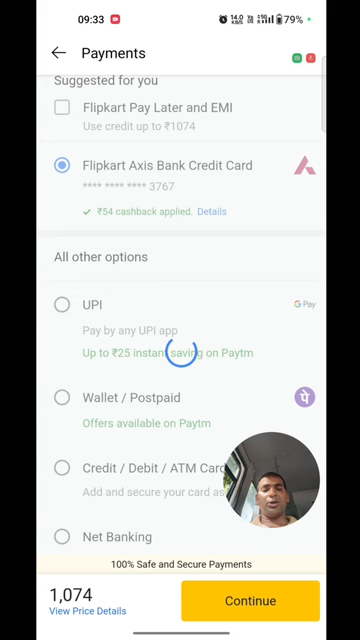 09:33
79%
Payments
Suggested for you
Flipkart Pay Later and EMI
Use credit up to ₹1074
Flipkart Axis Bank Credit Card
**** **** **** 3767
₹54 cashback applied. Details
All other options
UPI
G Pay
Pay by any UPI app
Up to ₹25 instant saving on Paytm
Wallet / Postpaid
Offers available on Paytm
Credit / Debit / ATM Card
Add and secure your card as
Net Banking
100% Safe and Secure Payments
1,074
View Price Details
Continue